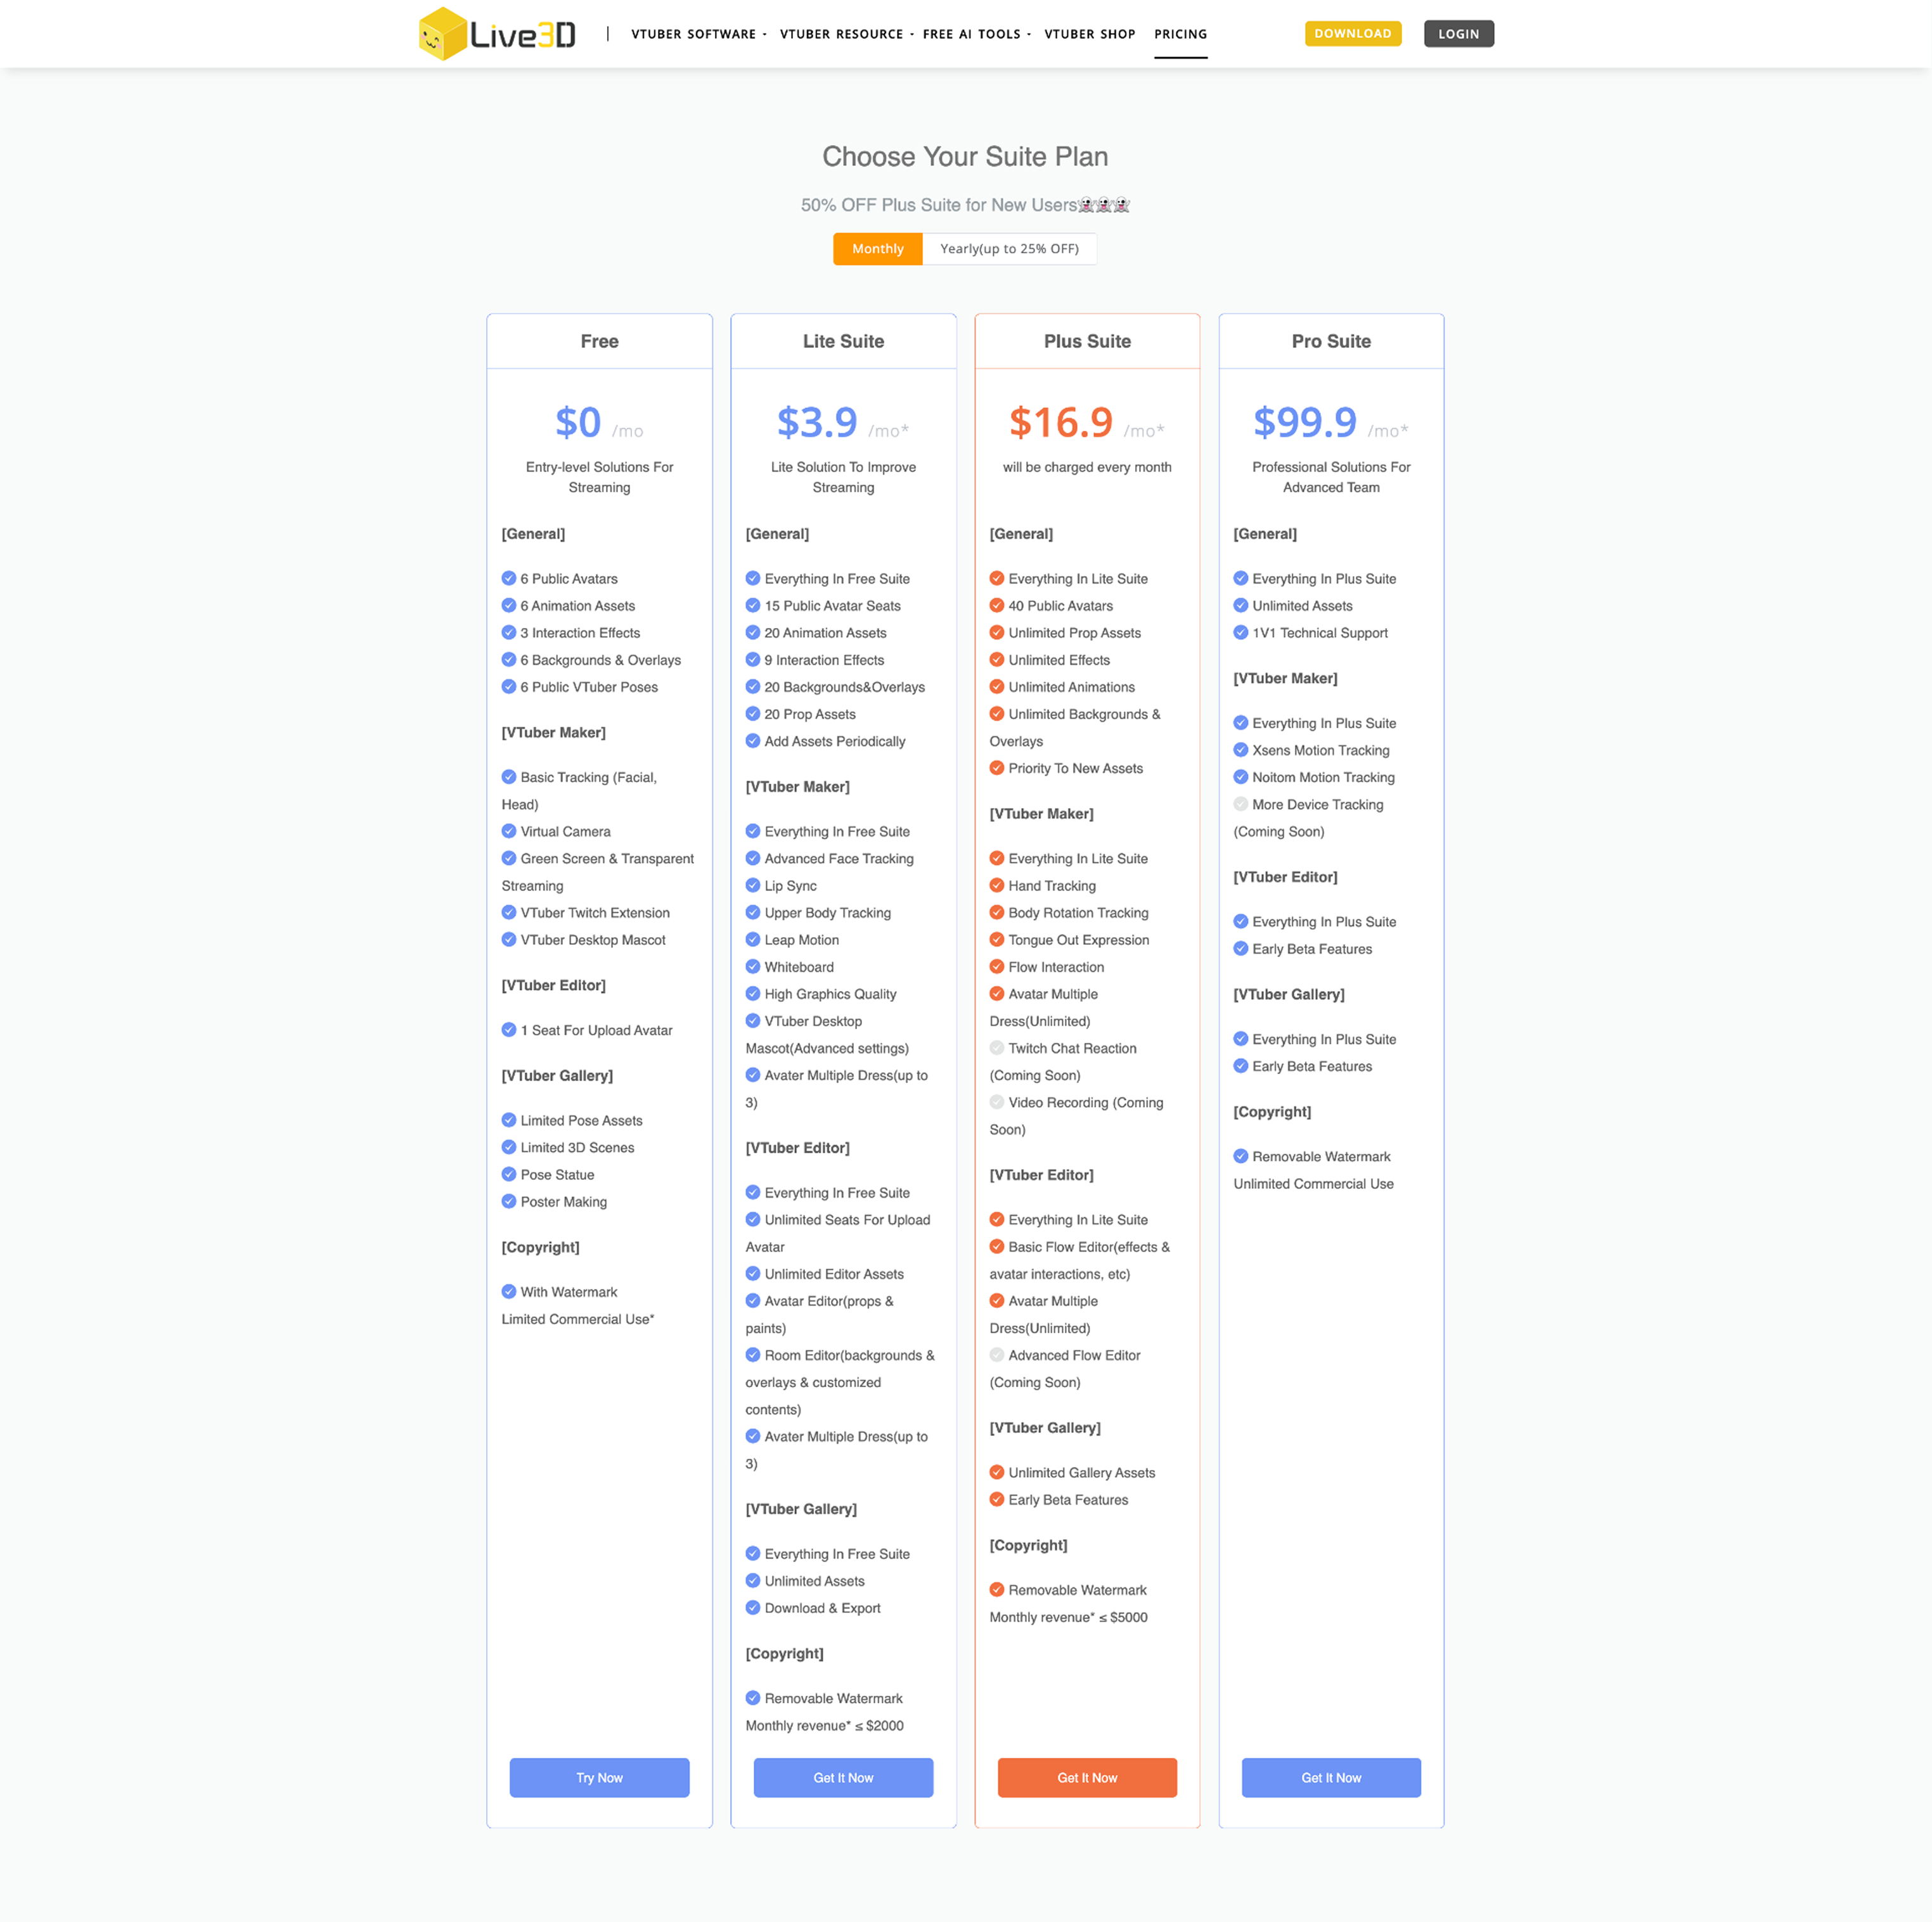 Live3D
VTUBER SOFTWARE
VTUBER RESOURCE
FREE AI TOOLS
VTUBER SHOP
PRICING
DOWNLOAD
LOGIN
Choose Your Suite Plan
50% OFF Plus Suite for New Users👻👻👻
Monthly
Yearly(up to 25% OFF)
Free
$0 /mo
Entry-level Solutions For
Streaming
[General]
6 Public Avatars
6 Animation Assets
3 Interaction Effects
6 Backgrounds & Overlays
6 Public VTuber Poses
[VTuber Maker]
Basic Tracking (Facial,
Head)
Virtual Camera
Green Screen & Transparent
Streaming
VTuber Twitch Extension
VTuber Desktop Mascot
[VTuber Editor]
1 Seat For Upload Avatar
[VTuber Gallery]
Limited Pose Assets
Limited 3D Scenes
Pose Statue
Poster Making
[Copyright]
With Watermark
Limited Commercial Use*
Try Now
Lite Suite
$3.9 /mo*
Lite Solution To Improve
Streaming
[General]
Everything In Free Suite
15 Public Avatar Seats
20 Animation Assets
9 Interaction Effects
20 Backgrounds&Overlays
20 Prop Assets
Add Assets Periodically
[VTuber Maker]
Everything In Free Suite
Advanced Face Tracking
Lip Sync
Upper Body Tracking
Leap Motion
Whiteboard
High Graphics Quality
VTuber Desktop
Mascot(Advanced settings)
Avater Multiple Dress(up to
3)
[VTuber Editor]
Everything In Free Suite
Unlimited Seats For Upload
Avatar
Unlimited Editor Assets
Avatar Editor(props &
paints)
Room Editor(backgrounds &
overlays & customized
contents)
Avater Multiple Dress(up to
3)
[VTuber Gallery]
Everything In Free Suite
Unlimited Assets
Download & Export
[Copyright]
Removable Watermark
Monthly revenue* ≤ $2000
Get It Now
Plus Suite
$16.9 /mo*
will be charged every month
[General]
Everything In Lite Suite
40 Public Avatars
Unlimited Prop Assets
Unlimited Effects
Unlimited Animations
Unlimited Backgrounds &
Overlays
Priority To New Assets
[VTuber Maker]
Everything In Lite Suite
Hand Tracking
Body Rotation Tracking
Tongue Out Expression
Flow Interaction
Avatar Multiple
Dress(Unlimited)
Twitch Chat Reaction
(Coming Soon)
Video Recording (Coming
Soon)
[VTuber Editor]
Everything In Lite Suite
Basic Flow Editor(effects &
avatar interactions, etc)
Avatar Multiple
Dress(Unlimited)
Advanced Flow Editor
(Coming Soon)
[VTuber Gallery]
Unlimited Gallery Assets
Early Beta Features
[Copyright]
Removable Watermark
Monthly revenue* ≤ $5000
Get It Now
Pro Suite
$99.9 /mo*
Professional Solutions For
Advanced Team
[General]
Everything In Plus Suite
Unlimited Assets
1V1 Technical Support
[VTuber Maker]
Everything In Plus Suite
Xsens Motion Tracking
Noitom Motion Tracking
More Device Tracking
(Coming Soon)
[VTuber Editor]
Everything In Plus Suite
Early Beta Features
[VTuber Gallery]
Everything In Plus Suite
Early Beta Features
[Copyright]
Removable Watermark
Unlimited Commercial Use
Get It Now